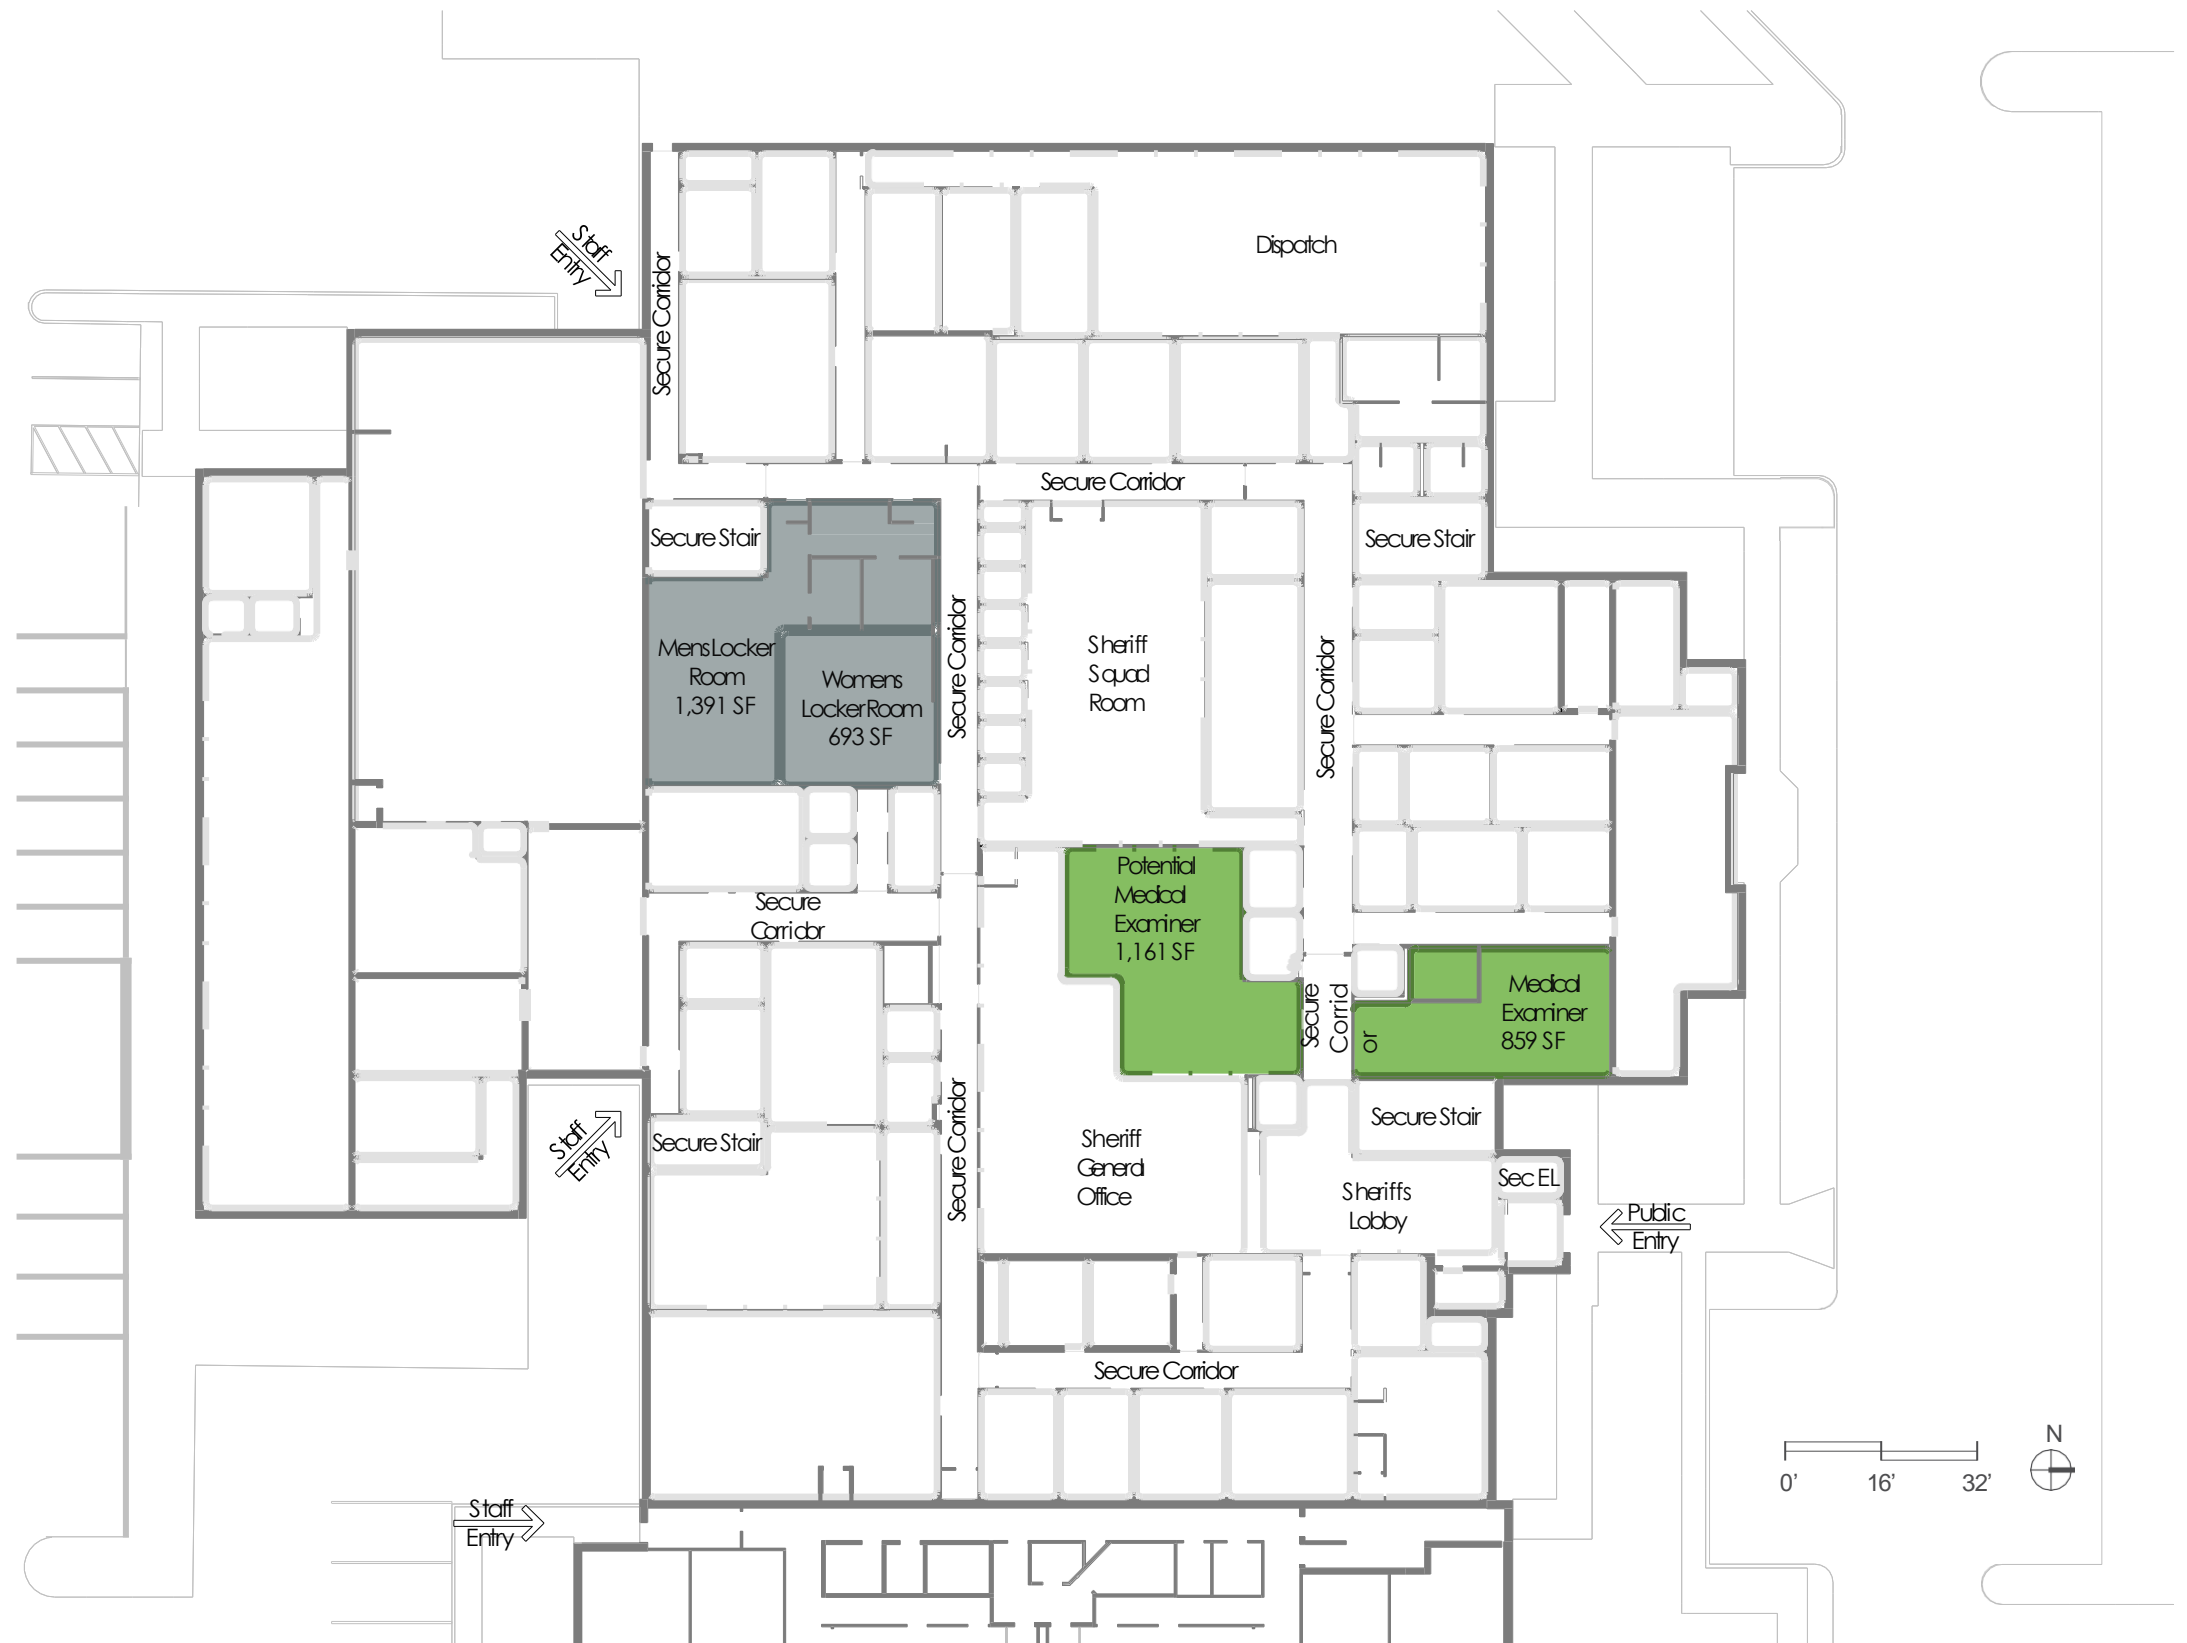 Dispatch
Staff
Entry
Secure Corridor
Secure Corridor
Secure Stair
Secure Stair
Mens Locker
Room
1,391 SF
Womens
Locker Room
693 SF
Secure Corridor
Sheriff
Squad
Room
Secure Corridor
Potential
Medical
Examiner
1,161 SF
Secure
Corridor
Secure
Corrid
or
Medical
Examiner
859 SF
Staff
Entry
Secure Stair
Secure Corridor
Sheriff
General
Office
Secure Stair
Sheriffs
Lobby
Sec EL
Public
Entry
Secure Corridor
Staff
Entry
0'
16'
32'
N